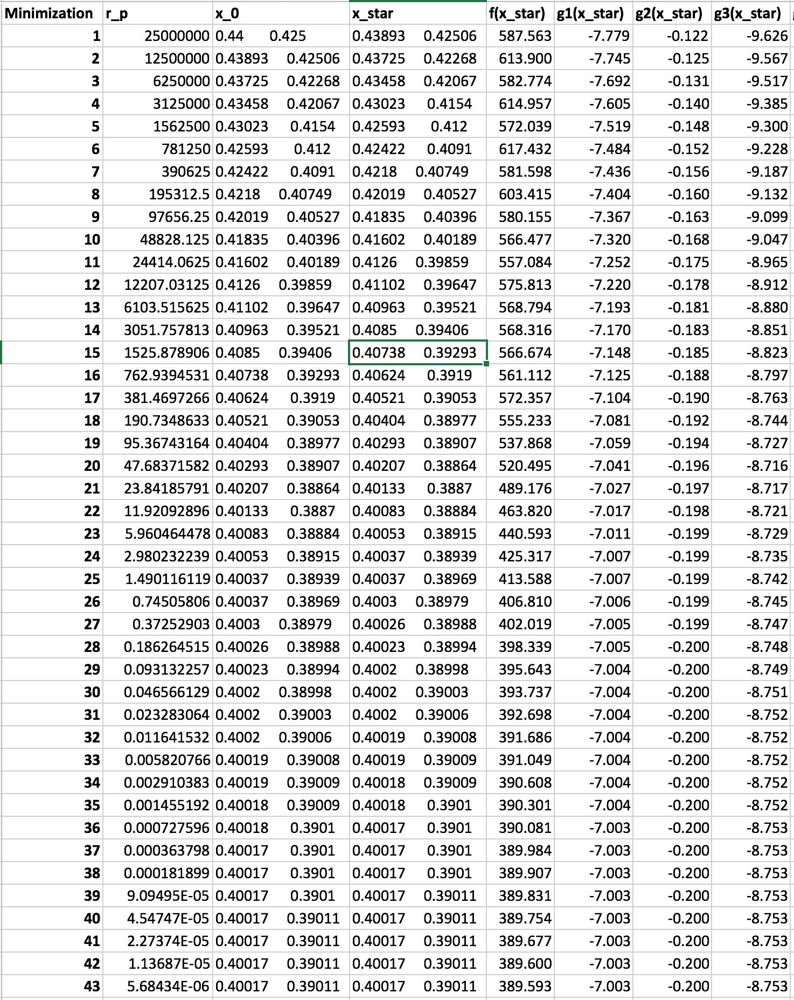 Minimization r_p x_0 x_star f(x_star) g1(x_star) g2(x_star) g3(x_star)
1 25000000 0.44 0.425 0.43893 0.42506 587.563 -7.779 -0.122 -9.626
2 12500000 0.43893 0.42506 0.43725 0.42268 613.900 -7.745 -0.125 -9.567
3 6250000 0.43725 0.42268 0.43458 0.42067 582.774 -7.692 -0.131 -9.517
4 3125000 0.43458 0.42067 0.43023 0.4154 614.957 -7.605 -0.140 -9.385
5 1562500 0.43023 0.4154 0.42593 0.412 572.039 -7.519 -0.148 -9.300
6 781250 0.42593 0.412 0.42422 0.4091 617.432 -7.484 -0.152 -9.228
7 390625 0.42422 0.4091 0.4218 0.40749 581.598 -7.436 -0.156 -9.187
8 195312.5 0.4218 0.40749 0.42019 0.40527 603.415 -7.404 -0.160 -9.132
9 97656.25 0.42019 0.40527 0.41835 0.40396 580.155 -7.367 -0.163 -9.099
10 48828.125 0.41835 0.40396 0.41602 0.40189 566.477 -7.320 -0.168 -9.047
11 24414.0625 0.41602 0.40189 0.4126 0.39859 557.084 -7.252 -0.175 -8.965
12 12207.03125 0.4126 0.39859 0.41102 0.39647 575.813 -7.220 -0.178 -8.912
13 6103.515625 0.41102 0.39647 0.40963 0.39521 568.794 -7.193 -0.181 -8.880
14 3051.757813 0.40963 0.39521 0.4085 0.39406 568.316 -7.170 -0.183 -8.851
15 1525.878906 0.4085 0.39406 0.40738 0.39293 566.674 -7.148 -0.185 -8.823
16 762.9394531 0.40738 0.39293 0.40624 0.3919 561.112 -7.125 -0.188 -8.797
17 381.4697266 0.40624 0.3919 0.40521 0.39053 572.357 -7.104 -0.190 -8.763
18 190.7348633 0.40521 0.39053 0.40404 0.38977 555.233 -7.081 -0.192 -8.744
19 95.36743164 0.40404 0.38977 0.40293 0.38907 537.868 -7.059 -0.194 -8.727
20 47.68371582 0.40293 0.38907 0.40207 0.38864 520.495 -7.041 -0.196 -8.716
21 23.84185791 0.40207 0.38864 0.40133 0.3887 489.176 -7.027 -0.197 -8.717
22 11.92092896 0.40133 0.3887 0.40083 0.38884 463.820 -7.017 -0.198 -8.721
23 5.960464478 0.40083 0.38884 0.40053 0.38915 440.593 -7.011 -0.199 -8.729
24 2.980232239 0.40053 0.38915 0.40037 0.38939 425.317 -7.007 -0.199 -8.735
25 1.490116119 0.40037 0.38939 0.40037 0.38969 413.588 -7.007 -0.199 -8.742
26 0.74505806 0.40037 0.38969 0.4003 0.38979 406.810 -7.006 -0.199 -8.745
27 0.37252903 0.4003 0.38979 0.40026 0.38988 402.019 -7.005 -0.199 -8.747
28 0.186264515 0.40026 0.38988 0.40023 0.38994 398.339 -7.005 -0.200 -8.748
29 0.093132257 0.40023 0.38994 0.4002 0.38998 395.643 -7.004 -0.200 -8.749
30 0.046566129 0.4002 0.38998 0.4002 0.39003 393.737 -7.004 -0.200 -8.751
31 0.023283064 0.4002 0.39003 0.4002 0.39006 392.698 -7.004 -0.200 -8.752
32 0.011641532 0.4002 0.39006 0.40019 0.39008 391.686 -7.004 -0.200 -8.752
33 0.005820766 0.40019 0.39008 0.40019 0.39009 391.049 -7.004 -0.200 -8.752
34 0.002910383 0.40019 0.39009 0.40018 0.39009 390.608 -7.004 -0.200 -8.752
35 0.001455192 0.40018 0.39009 0.40018 0.3901 390.301 -7.004 -0.200 -8.752
36 0.000727596 0.40018 0.3901 0.40017 0.3901 390.081 -7.003 -0.200 -8.753
37 0.000363798 0.40017 0.3901 0.40017 0.3901 389.984 -7.003 -0.200 -8.753
38 0.000181899 0.40017 0.3901 0.40017 0.3901 389.907 -7.003 -0.200 -8.753
39 9.09495E-05 0.40017 0.3901 0.40017 0.39011 389.831 -7.003 -0.200 -8.753
40 4.54747E-05 0.40017 0.39011 0.40017 0.39011 389.754 -7.003 -0.200 -8.753
41 2.27374E-05 0.40017 0.39011 0.40017 0.39011 389.677 -7.003 -0.200 -8.753
42 1.13687E-05 0.40017 0.39011 0.40017 0.39011 389.600 -7.003 -0.200 -8.753
43 5.68434E-06 0.40017 0.39011 0.40017 0.39011 389.593 -7.003 -0.200 -8.753